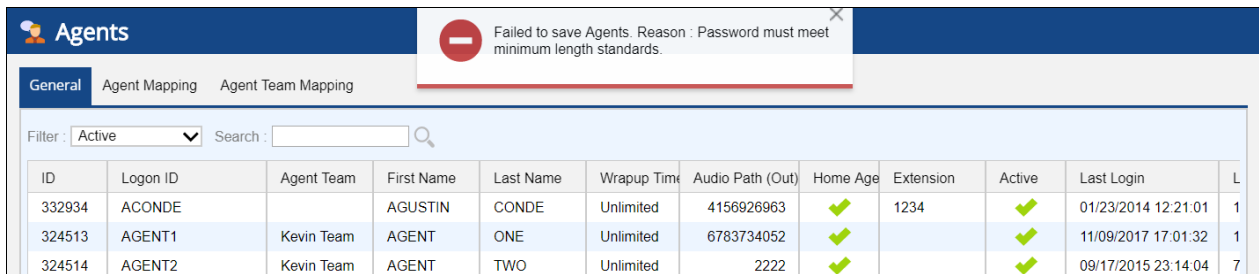 Agents
Failed to save Agents. Reason : Password must meet
minimum length standards.
General Agent Mapping Agent Team Mapping
Filter : Active Search :
ID Logon ID Agent Team First Name Last Name Wrapup Time Audio Path (Out) Home Age Extension Active Last Login L
332934 ACONDE AGUSTIN CONDE Unlimited 4156926963 1234 01/23/2014 12:21:01 1
324513 AGENT1 Kevin Team AGENT ONE Unlimited 6783734052 11/09/2017 17:01:32 1
324514 AGENT2 Kevin Team AGENT TWO Unlimited 2222 09/17/2015 23:14:04 7